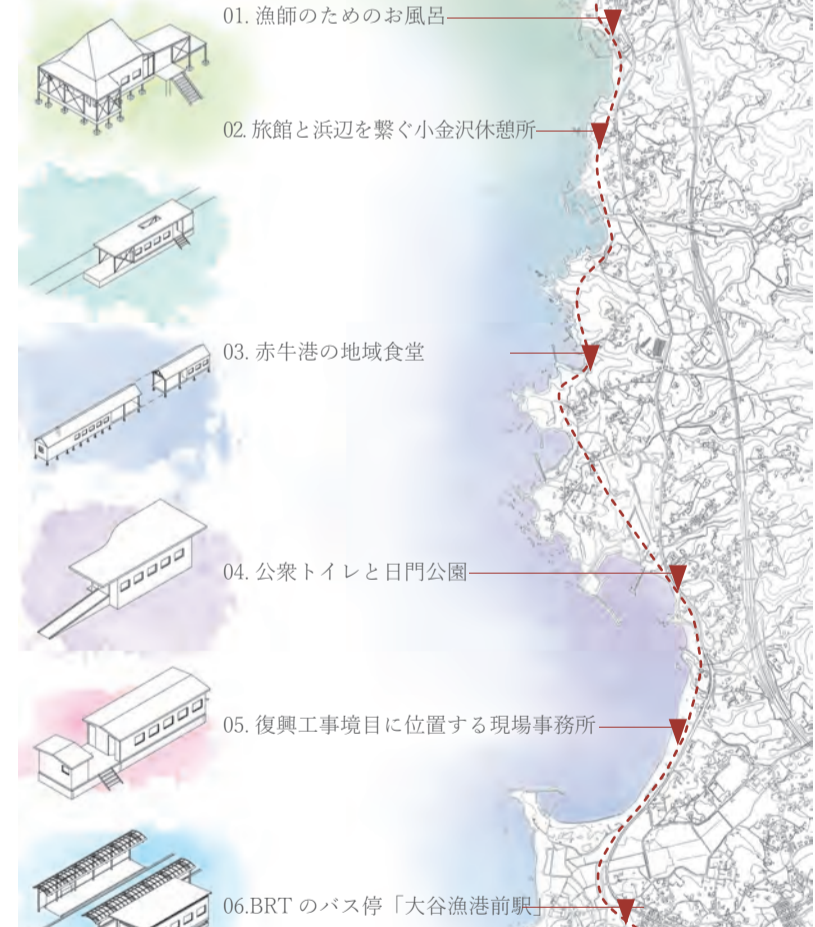 01. 漁師のためのお風呂
02. 旅館と浜辺を繋ぐ小金沢休憩所
03. 赤牛港の地域食堂
04. 公衆トイレと日門公園
05. 復興工事境目に位置する現場事務所
06.BRT のバス停「大谷漁港前駅」